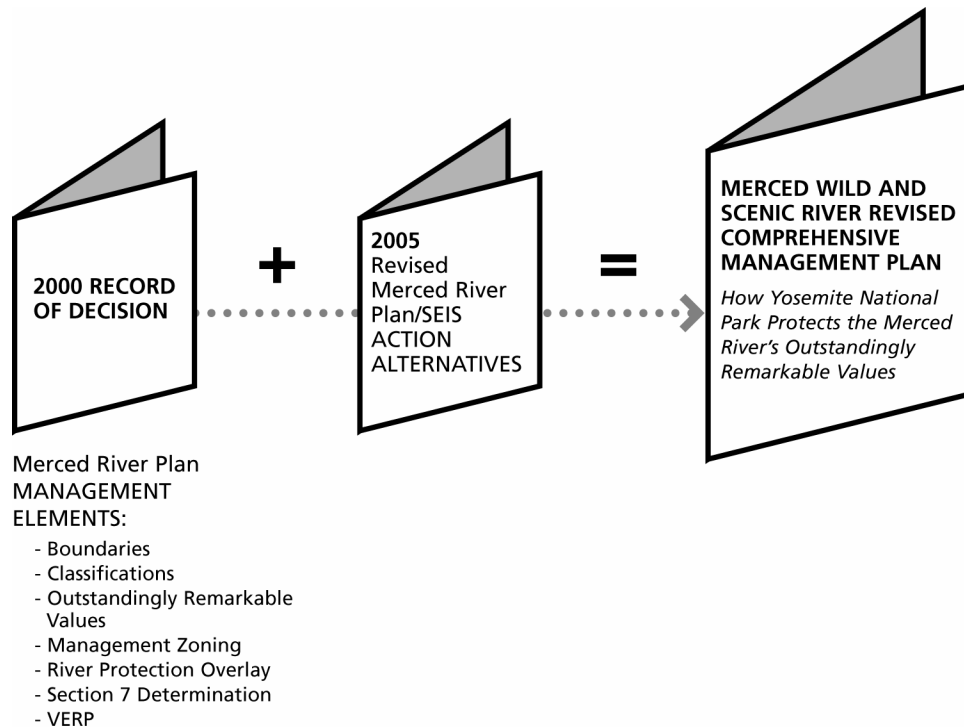 2000 RECORD
OF DECISION
+
2005
Revised
Merced River
Plan/SEIS
ACTION
ALTERNATIVES
=
MERCED WILD AND
SCENIC RIVER REVISED
COMPREHENSIVE
MANAGEMENT PLAN
How Yosemite National
Park Protects the Merced
River's Outstandingly
Remarkable Values
Merced River Plan
MANAGEMENT
ELEMENTS:
- Boundaries
- Classifications
- Outstandingly Remarkable
Values
- Management Zoning
- River Protection Overlay
- Section 7 Determination
- VERP